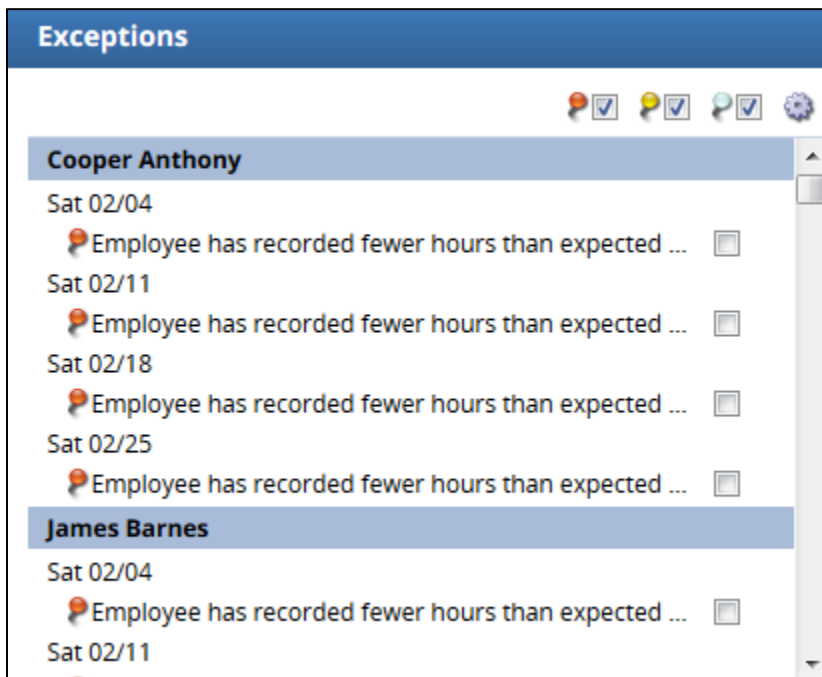 Exceptions
Cooper Anthony
Sat 02/04
Employee has recorded fewer hours than expected ...
Sat 02/11
Employee has recorded fewer hours than expected ...
Sat 02/18
Employee has recorded fewer hours than expected ...
Sat 02/25
Employee has recorded fewer hours than expected ...
James Barnes
Sat 02/04
Employee has recorded fewer hours than expected ...
Sat 02/11